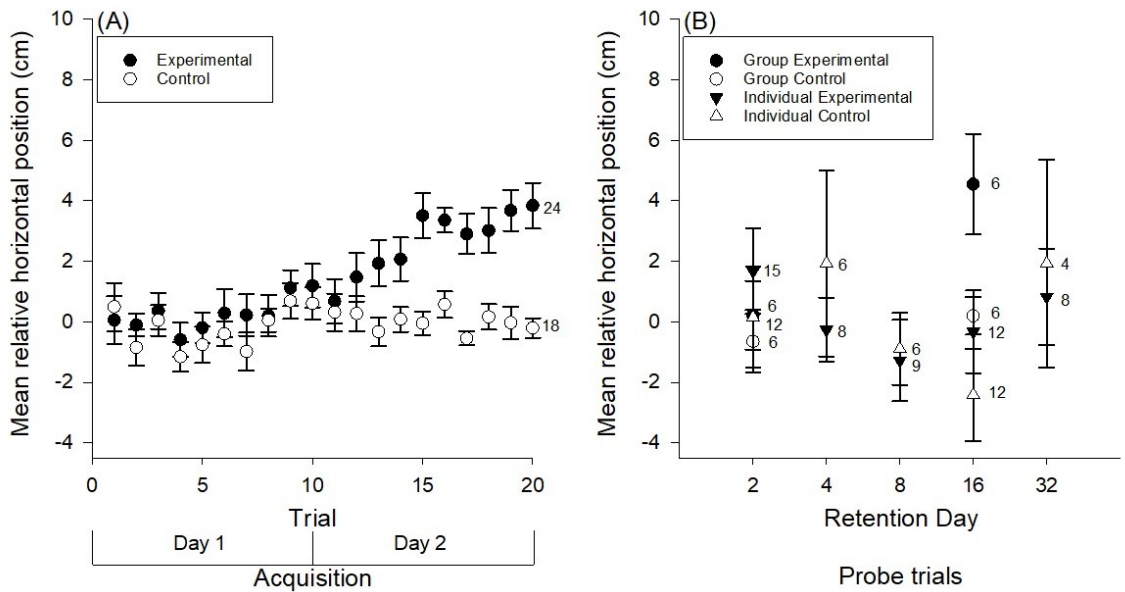 (A)
Experimental
Control
Mean relative horizontal position (cm)
10
8
6
4
2
0
-2
-4
24
18
0 5 10 15 20
Trial
Day 1 Day 2
Acquisition
(B)
Group Experimental
Group Control
Individual Experimental
Individual Control
Mean relative horizontal position (cm)
10
8
6
4
2
0
-2
-4
15
6
12
6
6
8
6
9
6
6
12
12
4
8
2 4 8 16 32
Retention Day
Probe trials